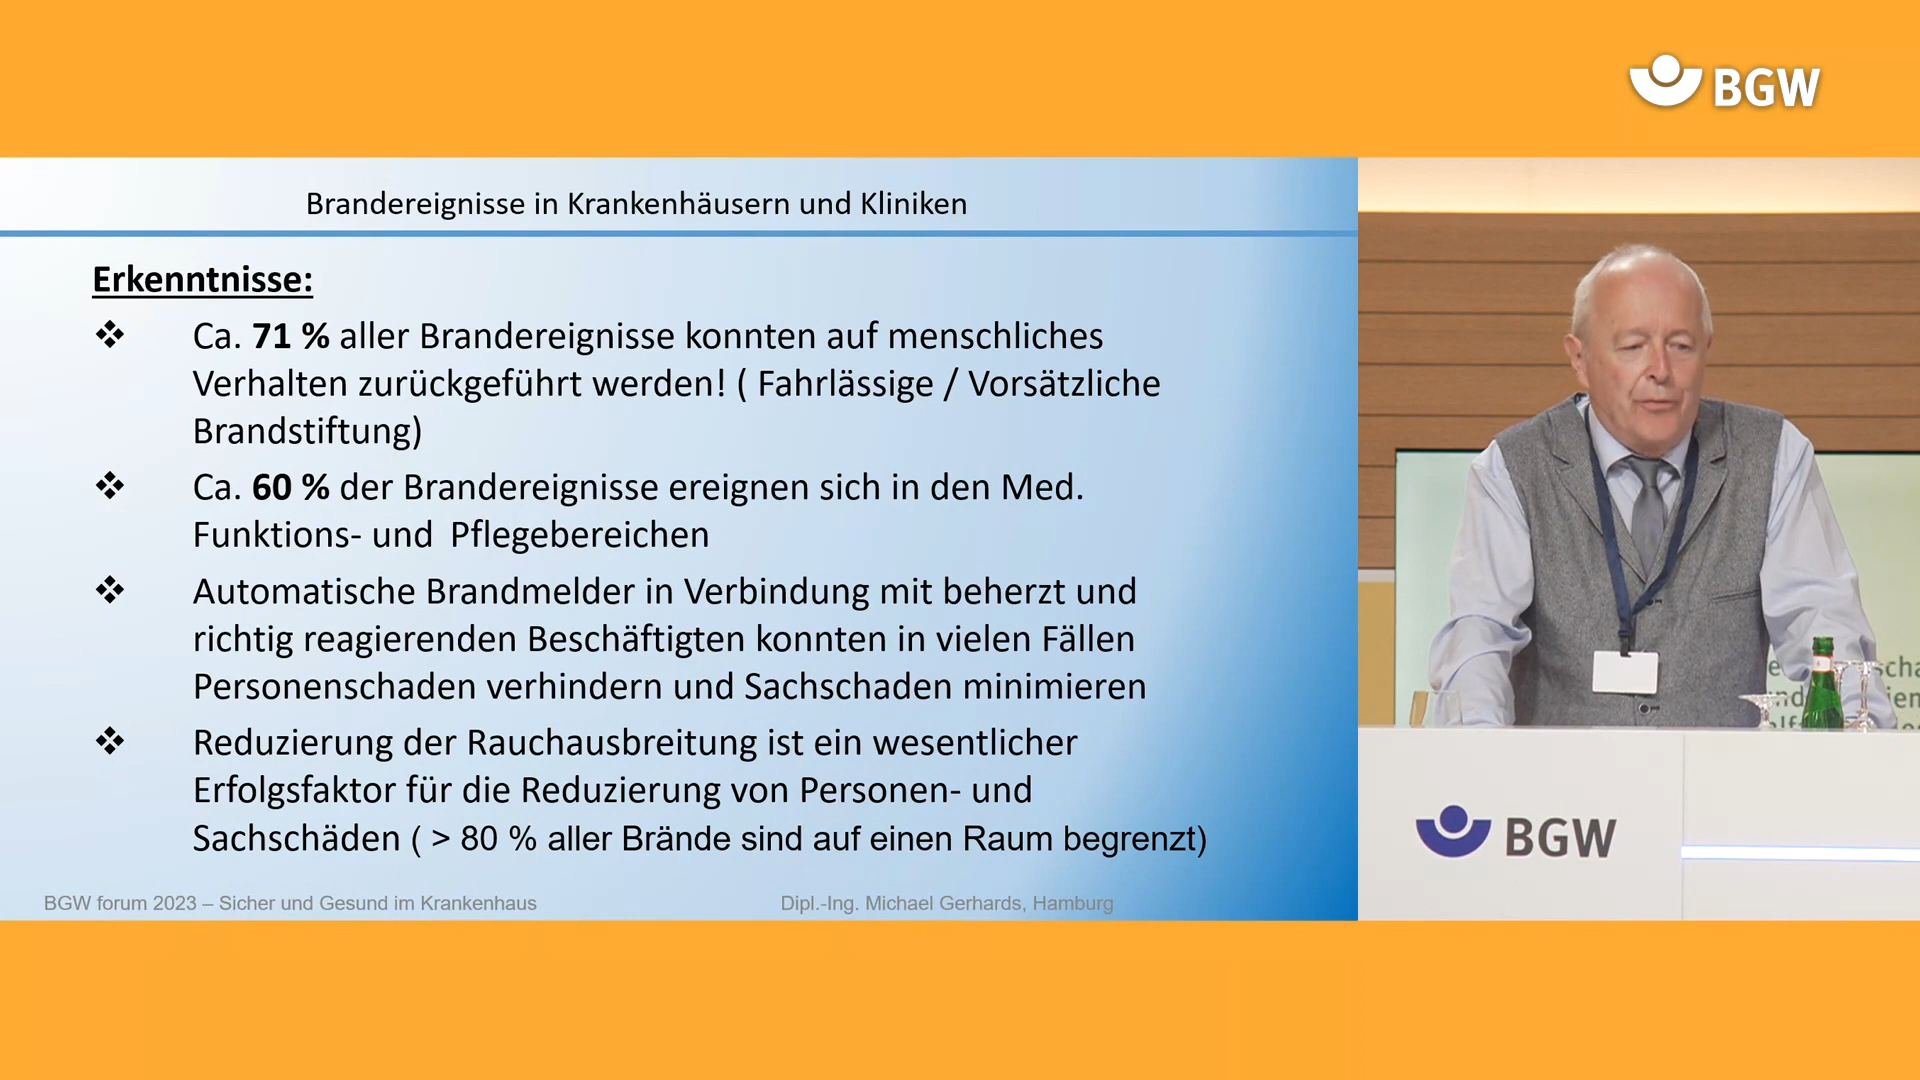 BGW
Brandereignisse in Krankenhäusern und Kliniken
Erkenntnisse:
❖ Ca. 71 % aller Brandereignisse konnten auf menschliches
Verhalten zurückgeführt werden! ( Fahrlässige / Vorsätzliche
Brandstiftung)
❖ Ca. 60 % der Brandereignisse ereignen sich in den Med.
Funktions- und Pflegebereichen
❖ Automatische Brandmelder in Verbindung mit beherzt und
richtig reagierenden Beschäftigten konnten in vielen Fällen
Personenschaden verhindern und Sachschaden minimieren
❖ Reduzierung der Rauchausbreitung ist ein wesentlicher
Erfolgsfaktor für die Reduzierung von Personen- und
Sachschäden ( > 80 % aller Brände sind auf einen Raum begrenzt)
BGW forum 2023 – Sicher und Gesund im Krankenhaus
Dipl.-Ing. Michael Gerhards, Hamburg
BGW